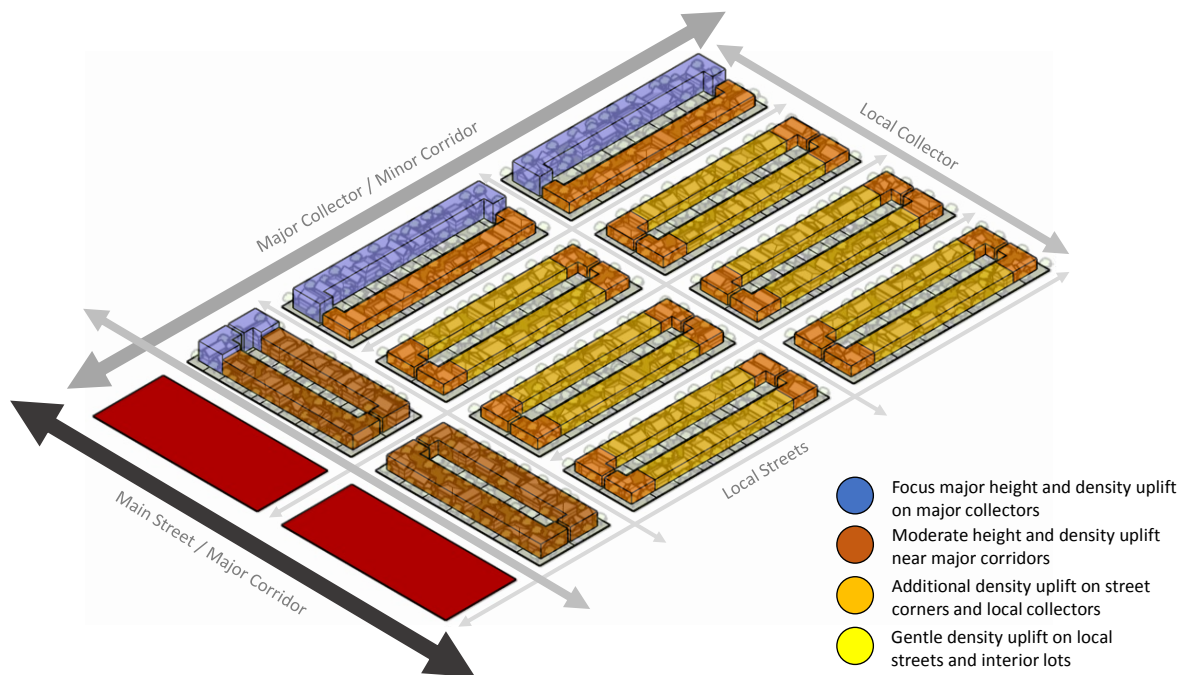 Major Collector / Minor Corridor
Local Collector
Main Street / Major Corridor
Local Streets
Focus major height and density uplift
on major collectors
Moderate height and density uplift
near major corridors
Additional density uplift on street
corners and local collectors
Gentle density uplift on local
streets and interior lots